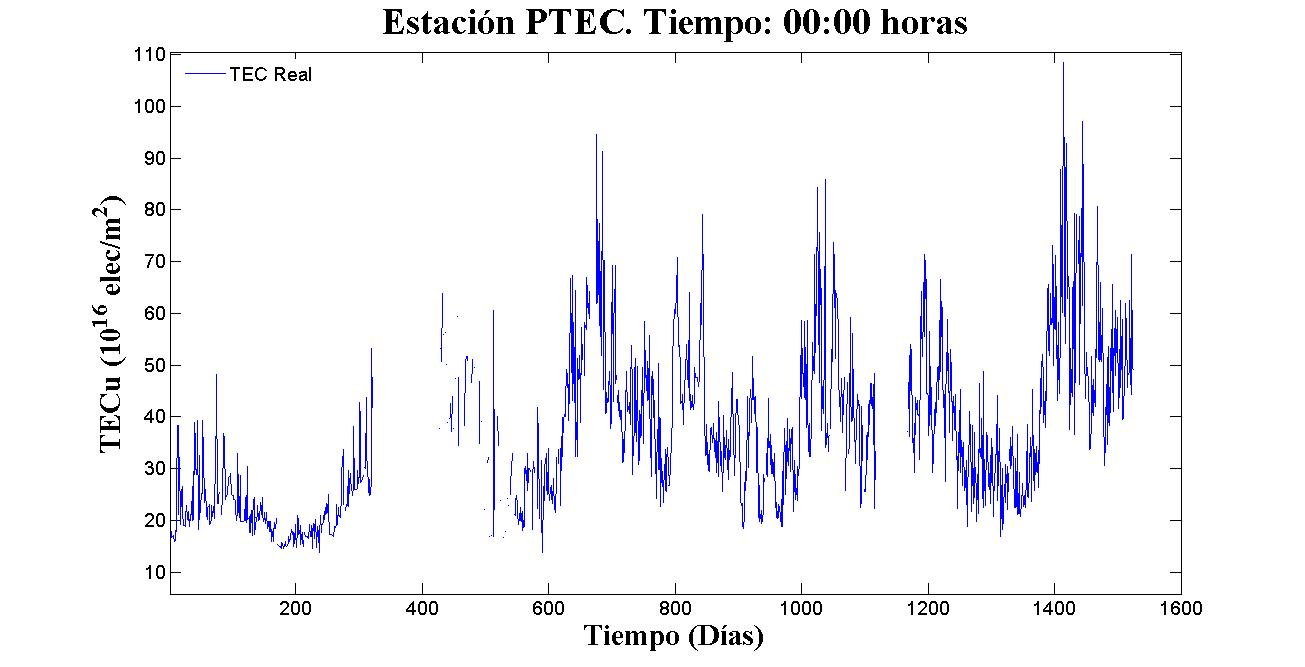 Estación PTEC. Tiempo: 00:00 horas
TEC Real
TECu (10^16 elec/m^2)
110
100
90
80
70
60
50
40
30
20
10
200 400 600 800 1000 1200 1400 1600
Tiempo (Días)